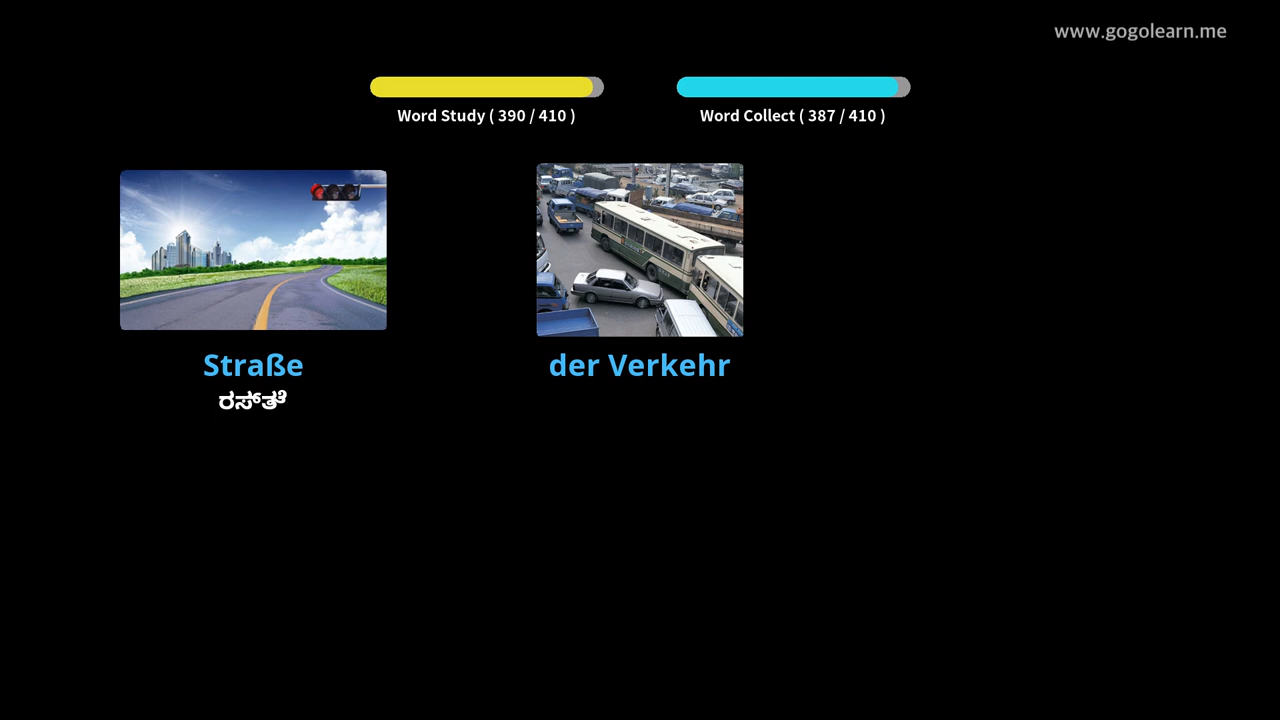 www.gogolearn.me
Word Study ( 390 / 410 )
Word Collect ( 387 / 410 )
Straße
ರಸ್ತೆ
der Verkehr